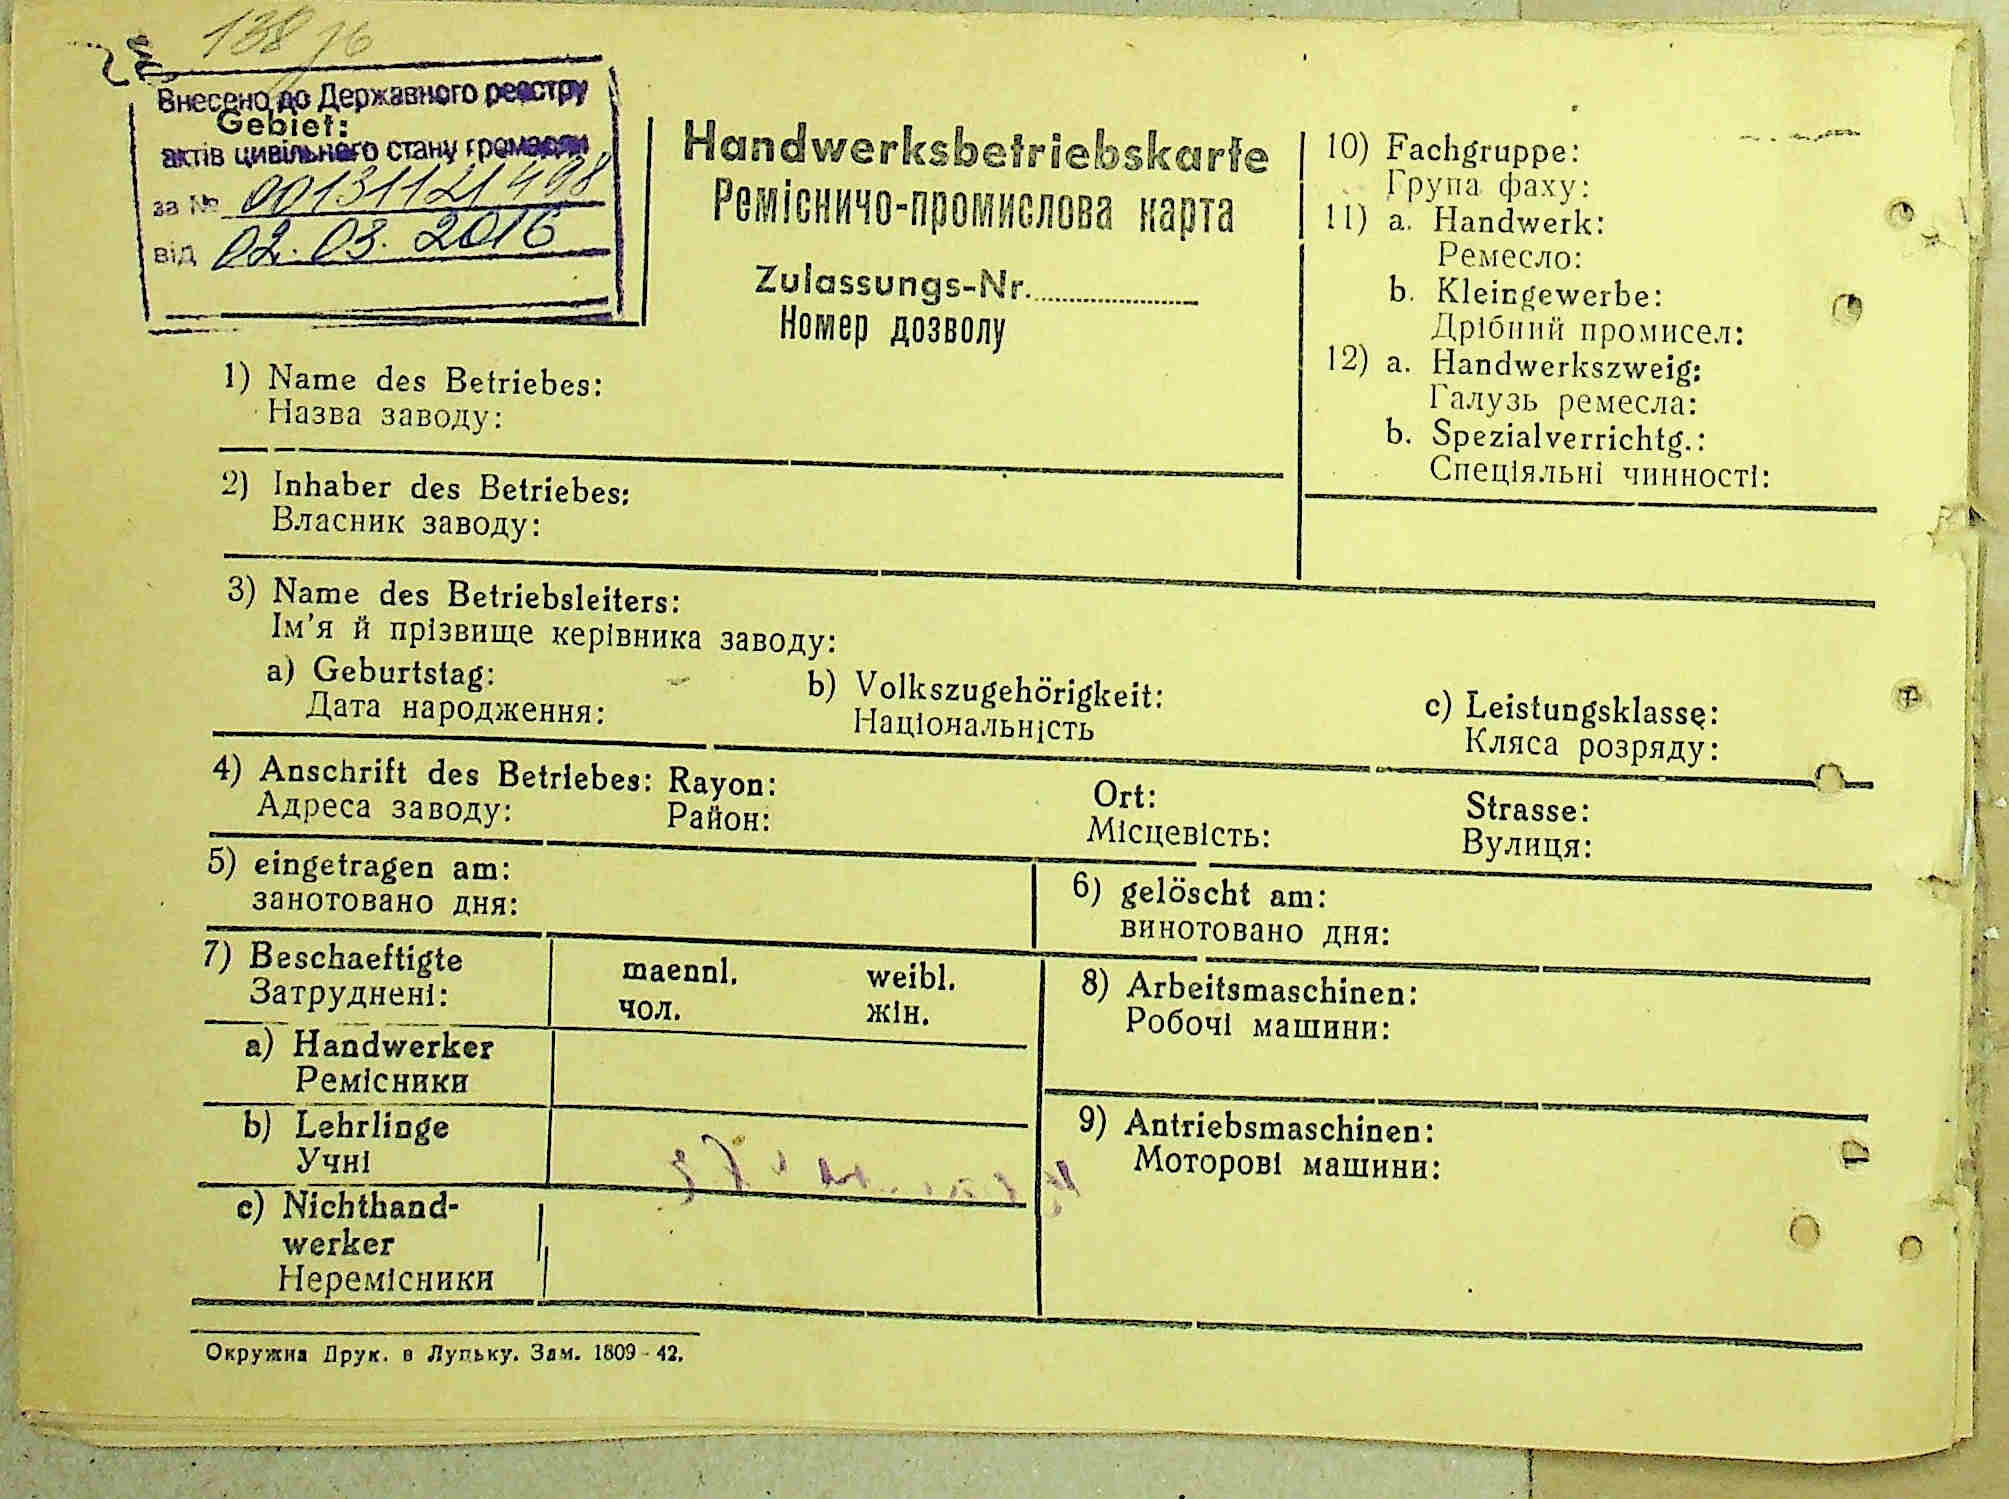 138 зв
Внесено до Державного реєстру
Gebiet:
актів цивільного стану громадян
за № 00131121498
від 02.03.2016
Handwerksbetriebskarte
Ремісничо-промислова карта
Zulassungs-Nr.
Номер дозволу
1) Name des Betriebes:
Назва заводу:
2) Inhaber des Betriebes:
Власник заводу:
3) Name des Betriebsleiters:
Ім'я й прізвище керівника заводу:
a) Geburtstag: b) Volkszugehörigkeit: c) Leistungsklasse:
Дата народження: Національність Кляса розряду:
4) Anschrift des Betriebes: Rayon: Ort: Strasse:
Адреса заводу: Район: Місцевість: Вулиця:
5) eingetragen am: 6) gelöscht am:
занотовано дня: винотовано дня:
7) Beschaeftigte maennl. weibl.
Затруднені: чол. жін.
a) Handwerker
Ремісники
b) Lehrlinge
Учні
c) Nichthand-
werker
Неремісники
8) Arbeitsmaschinen:
Робочі машини:
9) Antriebsmaschinen:
Моторові машини:
10) Fachgruppe:
Група фаху:
11) a. Handwerk:
Ремесло:
b. Kleingewerbe:
Дрібний промисел:
12) a. Handwerkszweig:
Галузь ремесла:
b. Spezialverrichtg.:
Спеціяльні чинності:
Окружна Друк. в Луцьку. Зам. 1809 - 42.